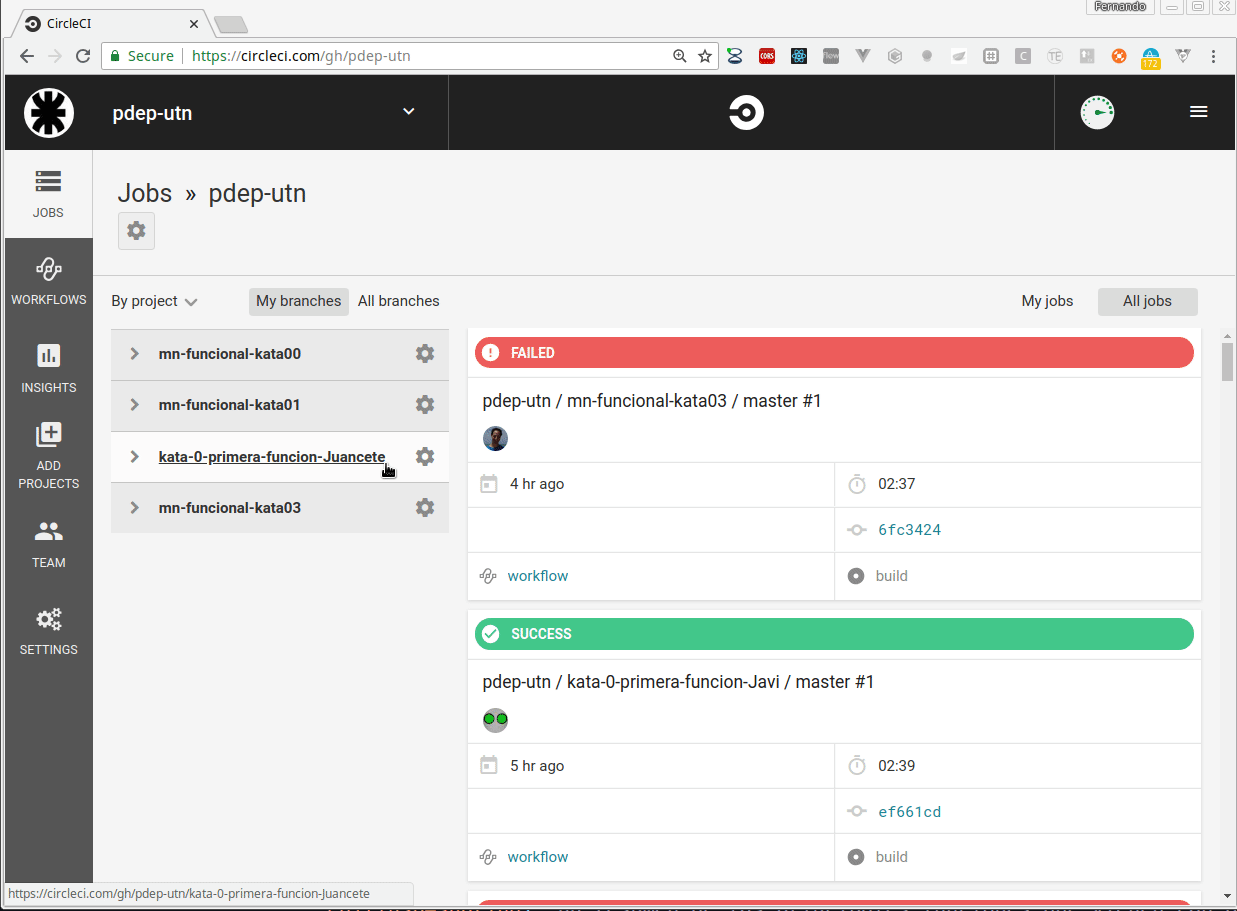 Fernando
CircleCI
Secure https://circleci.com/gh/pdep-utn
CORS
172
pdep-utn
JOBS
WORKFLOWS
INSIGHTS
ADD
PROJECTS
TEAM
SETTINGS
Jobs » pdep-utn
By project My branches All branches My jobs All jobs
mn-funcional-kata00
mn-funcional-kata01
kata-0-primera-funcion-Juancete
mn-funcional-kata03
FAILED
pdep-utn / mn-funcional-kata03 / master #1
4 hr ago 02:37
6fc3424
workflow build
SUCCESS
pdep-utn / kata-0-primera-funcion-Javi / master #1
5 hr ago 02:39
ef661cd
workflow build
https://circleci.com/gh/pdep-utn/kata-0-primera-funcion-Juancete